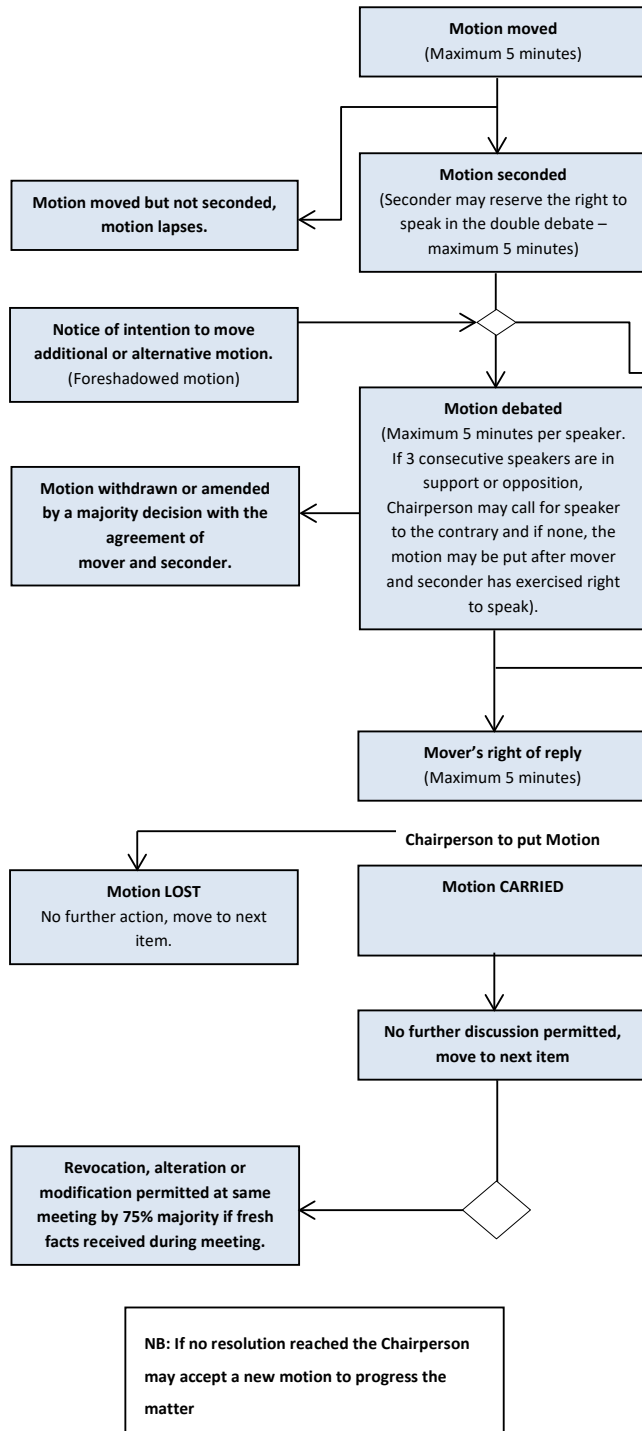 Motion moved
(Maximum 5 minutes)
Motion seconded
(Seconder may reserve the right to
speak in the double debate –
maximum 5 minutes)
Motion moved but not seconded,
motion lapses.
Notice of intention to move
additional or alternative motion.
(Foreshadowed motion)
Motion debated
(Maximum 5 minutes per speaker.
If 3 consecutive speakers are in
support or opposition,
Chairperson may call for speaker
to the contrary and if none, the
motion may be put after mover
and seconder has exercised right
to speak).
Motion withdrawn or amended
by a majority decision with the
agreement of
mover and seconder.
Mover’s right of reply
(Maximum 5 minutes)
Chairperson to put Motion
Motion LOST
No further action, move to next
item.
Motion CARRIED
No further discussion permitted,
move to next item
Revocation, alteration or
modification permitted at same
meeting by 75% majority if fresh
facts received during meeting.
NB: If no resolution reached the Chairperson
may accept a new motion to progress the
matter